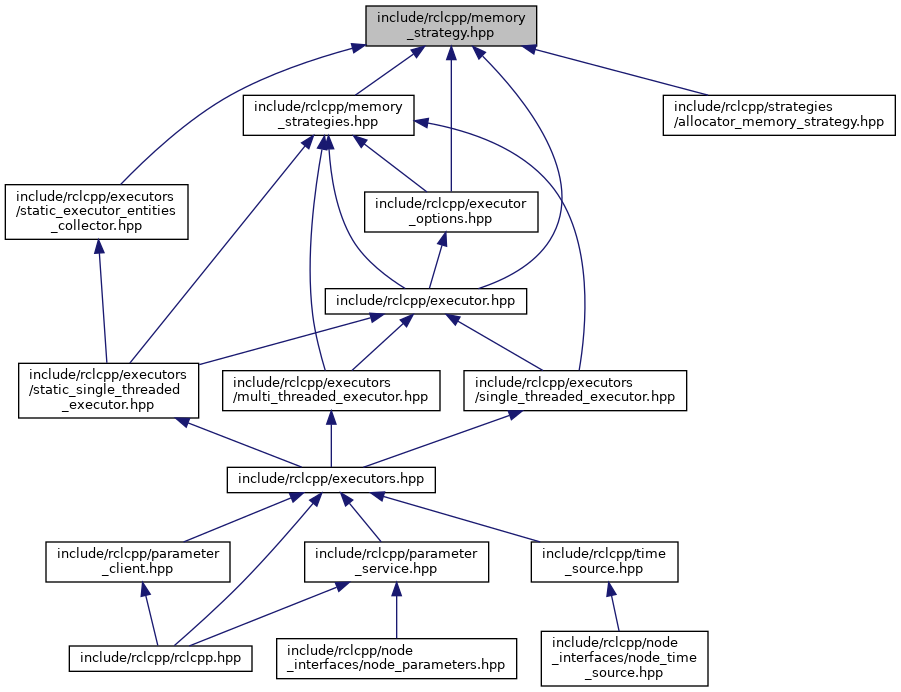 include/rclcpp/memory
_strategy.hpp
include/rclcpp/memory
_strategies.hpp
include/rclcpp/strategies
/allocator_memory_strategy.hpp
include/rclcpp/executors
/static_executor_entities
_collector.hpp
include/rclcpp/executor
_options.hpp
include/rclcpp/executor.hpp
include/rclcpp/executors
/static_single_threaded
_executor.hpp
include/rclcpp/executors
/multi_threaded_executor.hpp
include/rclcpp/executors
/single_threaded_executor.hpp
include/rclcpp/executors.hpp
include/rclcpp/parameter
_client.hpp
include/rclcpp/parameter
_service.hpp
include/rclcpp/time
_source.hpp
include/rclcpp/rclcpp.hpp
include/rclcpp/node
_interfaces/node_parameters.hpp
include/rclcpp/node
_interfaces/node_time
_source.hpp